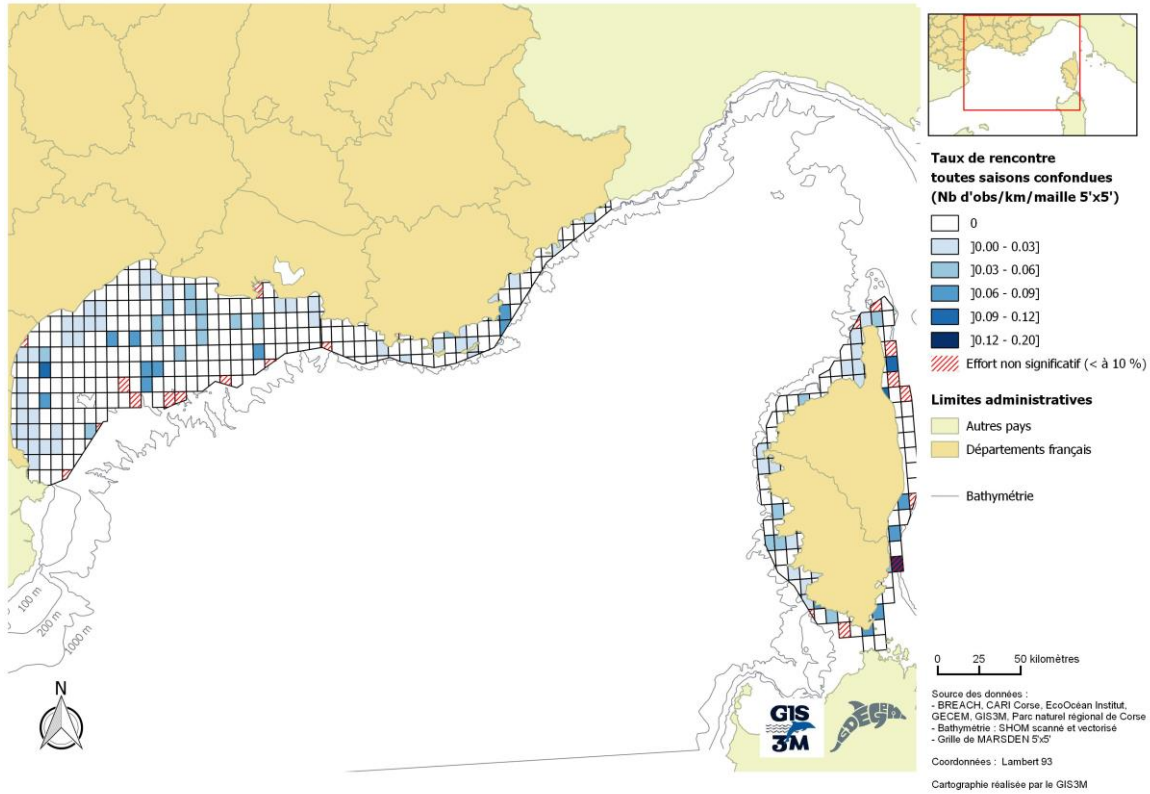 Taux de rencontre
toutes saisons confondues
(Nb d'obs/km/maille 5'x5')
0
]0.00 - 0.03]
]0.03 - 0.06]
]0.06 - 0.09]
]0.09 - 0.12]
]0.12 - 0.20]
Effort non significatif (< à 10 %)
Limites administratives
Autres pays
Départements français
Bathymétrie
100 m
200 m
1000 m
N
GIS
3M
GDEGeM
0 25 50 kilomètres
Source des données :
- BREACH, CARI Corse, EcoOcéan Institut,
GECEM, GIS3M, Parc naturel régional de Corse
- Bathymétrie : SHOM scanné et vectorisé
- Grille de MARSDEN 5'x5'
Coordonnées : Lambert 93
Cartographie réalisée par le GIS3M